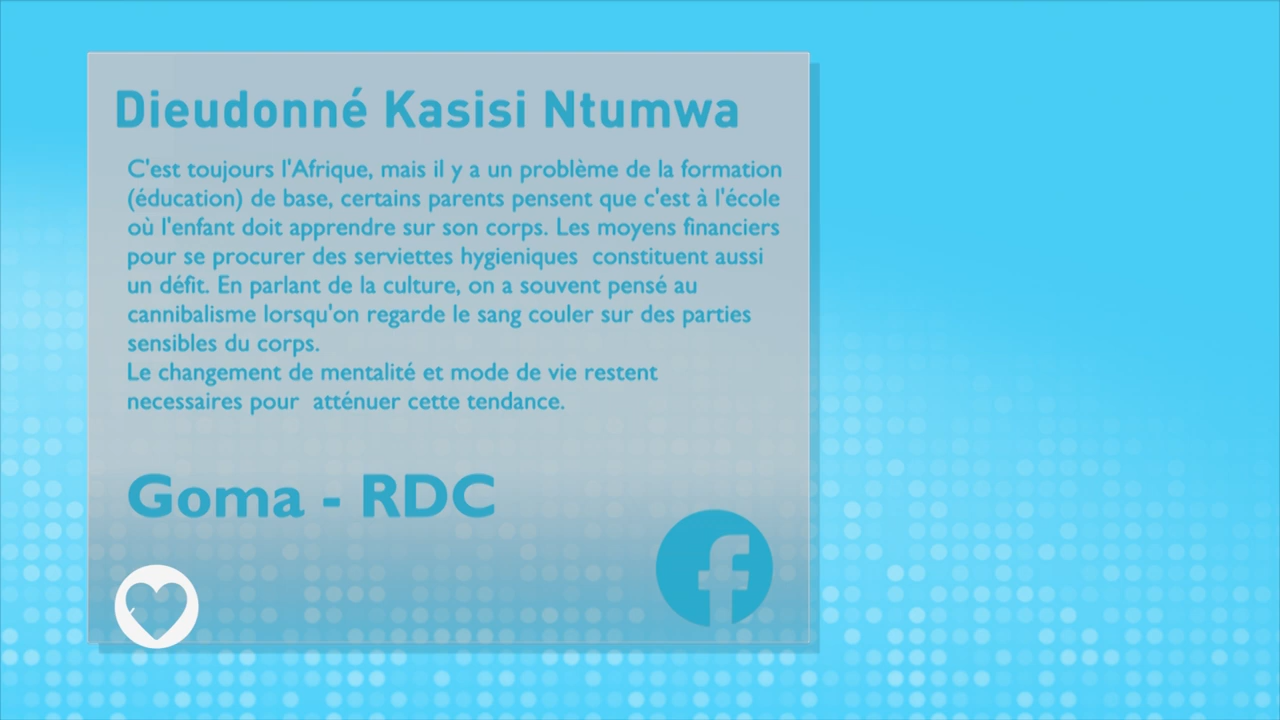 Dieudonné Kasisi Ntumwa
C'est toujours l'Afrique, mais il y a un problème de la formation
(éducation) de base, certains parents pensent que c'est à l'école
où l'enfant doit apprendre sur son corps. Les moyens financiers
pour se procurer des serviettes hygieniques  constituent aussi
un défit. En parlant de la culture, on a souvent pensé au
cannibalisme lorsqu'on regarde le sang couler sur des parties
sensibles du corps.
Le changement de mentalité et mode de vie restent
necessaires pour  atténuer cette tendance.
Goma - RDC